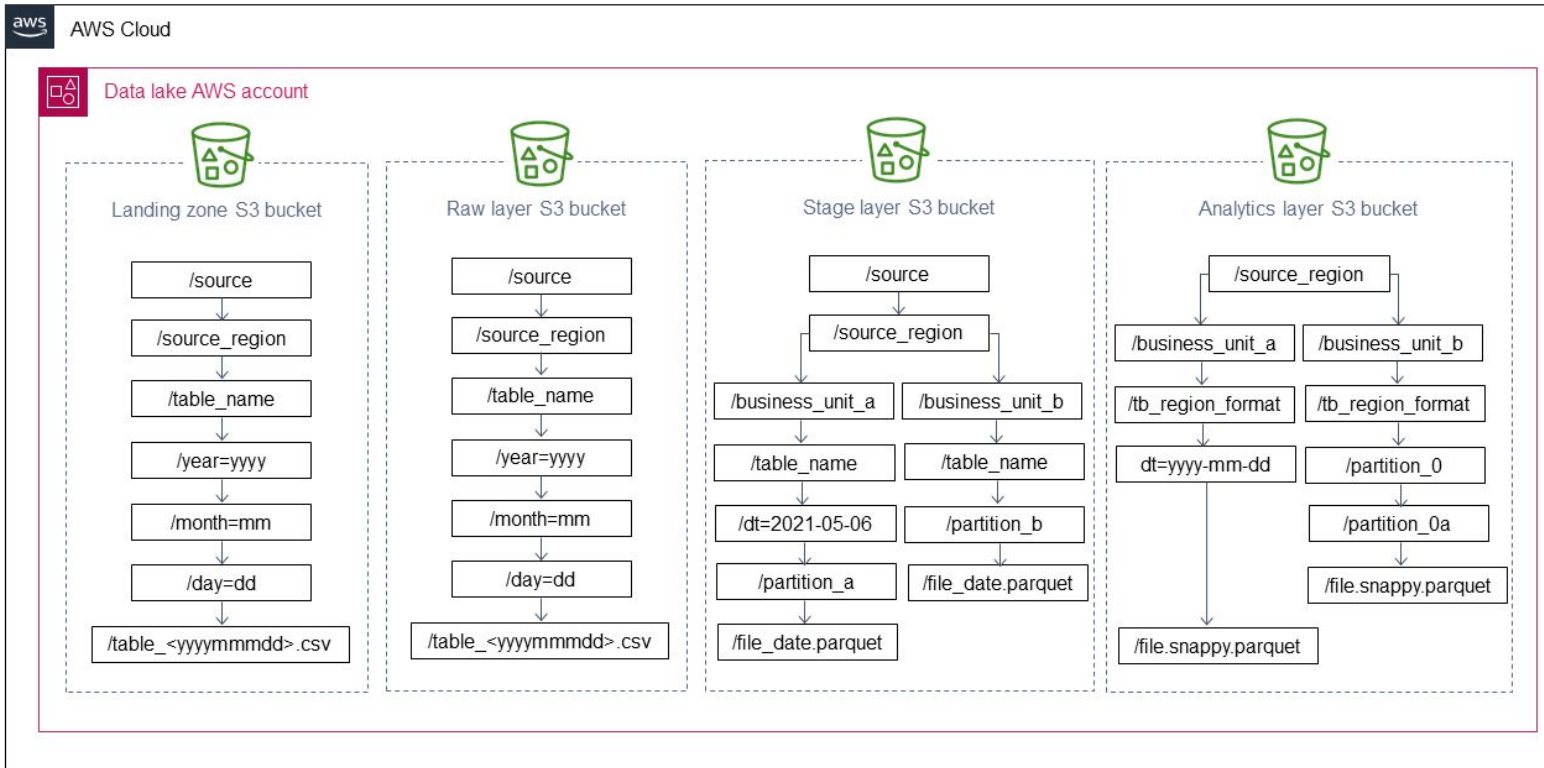 aws
AWS Cloud
Data lake AWS account
Landing zone S3 bucket
/source
/source_region
/table_name
/year=yyyy
/month=mm
/day=dd
/table_<yyyymmmdd>.csv
Raw layer S3 bucket
/source
/source_region
/table_name
/year=yyyy
/month=mm
/day=dd
/table_<yyyymmmdd>.csv
Stage layer S3 bucket
/source
/source_region
/business_unit_a
/table_name
/dt=2021-05-06
/partition_a
/file_date.parquet
/business_unit_b
/table_name
/partition_b
/file_date.parquet
Analytics layer S3 bucket
/source_region
/business_unit_a
/tb_region_format
dt=yyyy-mm-dd
/file.snappy.parquet
/business_unit_b
/tb_region_format
/partition_0
/partition_0a
/file.snappy.parquet